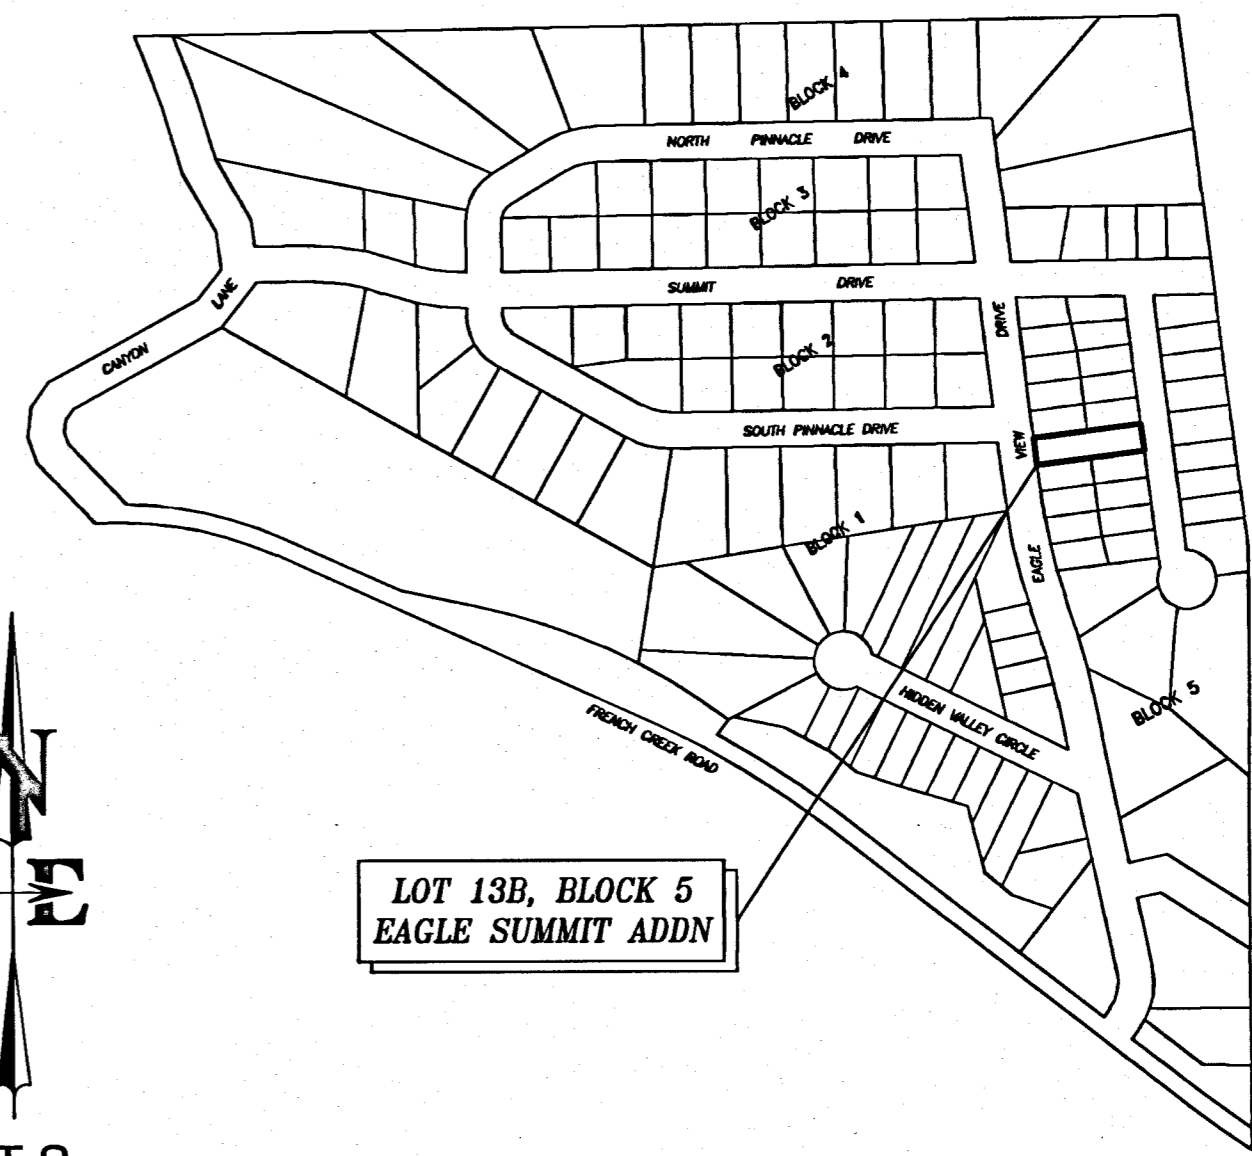 BLOCK 4
NORTH PINNACLE DRIVE
BLOCK 3
SUMMIT DRIVE
LANE
DRIVE
CANYON
BLOCK 2
SOUTH PINNACLE DRIVE
VIEW
BLOCK 1
EAGLE
BLOCK 5
HIDDEN VALLEY CIRCLE
FRENCH CREEK ROAD
N
E
LOT 13B, BLOCK 5
EAGLE SUMMIT ADDN